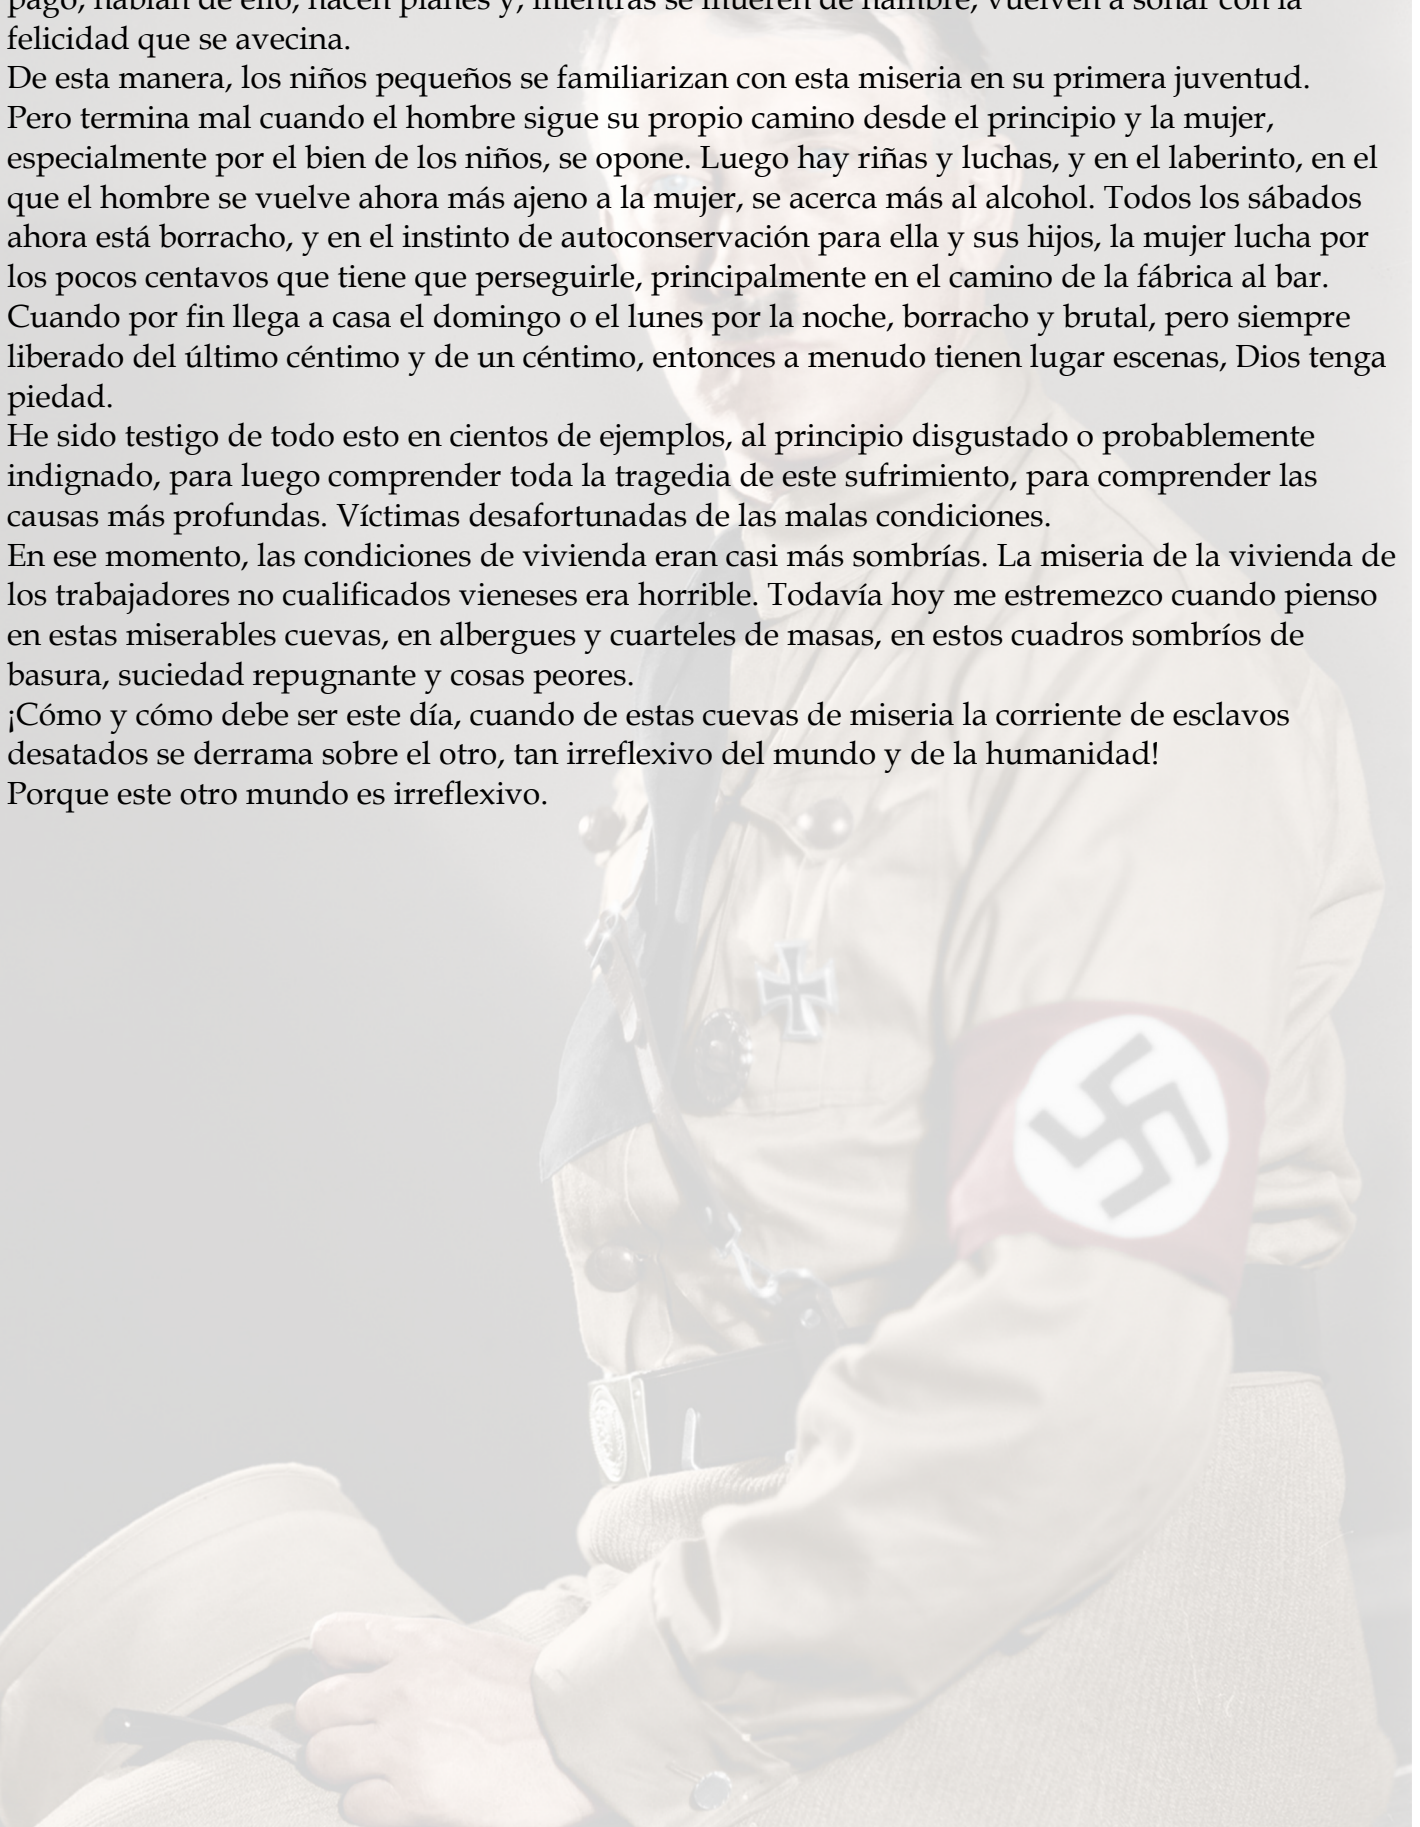 pago, hablan de ello, hacen planes y, mientras se mueren de hambre, vuelven a soñar con la
felicidad que se avecina.
De esta manera, los niños pequeños se familiarizan con esta miseria en su primera juventud.
Pero termina mal cuando el hombre sigue su propio camino desde el principio y la mujer,
especialmente por el bien de los niños, se opone. Luego hay riñas y luchas, y en el laberinto, en el
que el hombre se vuelve ahora más ajeno a la mujer, se acerca más al alcohol. Todos los sábados
ahora está borracho, y en el instinto de autoconservación para ella y sus hijos, la mujer lucha por
los pocos centavos que tiene que perseguirle, principalmente en el camino de la fábrica al bar.
Cuando por fin llega a casa el domingo o el lunes por la noche, borracho y brutal, pero siempre
liberado del último céntimo y de un céntimo, entonces a menudo tienen lugar escenas, Dios tenga
piedad.
He sido testigo de todo esto en cientos de ejemplos, al principio disgustado o probablemente
indignado, para luego comprender toda la tragedia de este sufrimiento, para comprender las
causas más profundas. Víctimas desafortunadas de las malas condiciones.
En ese momento, las condiciones de vivienda eran casi más sombrías. La miseria de la vivienda de
los trabajadores no cualificados vieneses era horrible. Todavía hoy me estremezco cuando pienso
en estas miserables cuevas, en albergues y cuarteles de masas, en estos cuadros sombríos de
basura, suciedad repugnante y cosas peores.
¡Cómo y cómo debe ser este día, cuando de estas cuevas de miseria la corriente de esclavos
desatados se derrama sobre el otro, tan irreflexivo del mundo y de la humanidad!
Porque este otro mundo es irreflexivo.